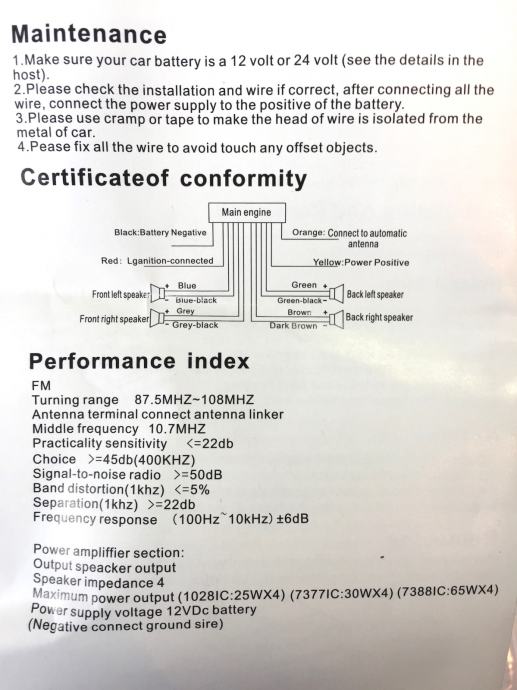 Maintenance
1.Make sure your car battery is a 12 volt or 24 volt (see the details in the
host).
2.Please check the installation and wire if correct, after connecting all the
wire, connect the power supply to the positive of the battery.
3.Please use cramp or tape to make the head of wire is isolated from the
metal of car.
4.Pease fix all the wire to avoid touch any offset objects.
Certificateof conformity
Main engine
Black:Battery Negative
Orange: Connect to automatic
antenna
Red: Lganition-connected
Yellow:Power Positive
Front left speaker
+ Blue
- Blue-black
Green +
Green-black -
Back left speaker
Front right speaker
+ Grey
- Grey-black
Brown +
Dark Brown -
Back right speaker
Performance index
FM
Turning range 87.5MHZ~108MHZ
Antenna terminal connect antenna linker
Middle frequency 10.7MHZ
Practicality sensitivity <=22db
Choice >=45db(400KHZ)
Signal-to-noise radio >=50dB
Band distortion(1khz) <=5%
Separation(1khz) >=22db
Frequency response (100Hz~10kHz)±6dB
Power ampliffier section:
Output speacker output
Speaker impedance 4
Maximum power output (1028IC:25WX4) (7377IC:30WX4) (7388IC:65WX4)
Power supply voltage 12VDc battery
(Negative connect ground sire)